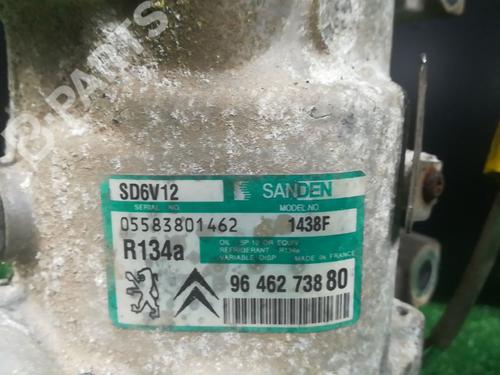 B-PARTS
SD6V12 SANDEN
SERIAL NO. MODEL NO.
05583801462 1438F
R134a
OIL SP 10 OR EQUIV
REFRIGERANT R134a
VARIABLE DISP MADE IN FRANCE
96 462 738 80